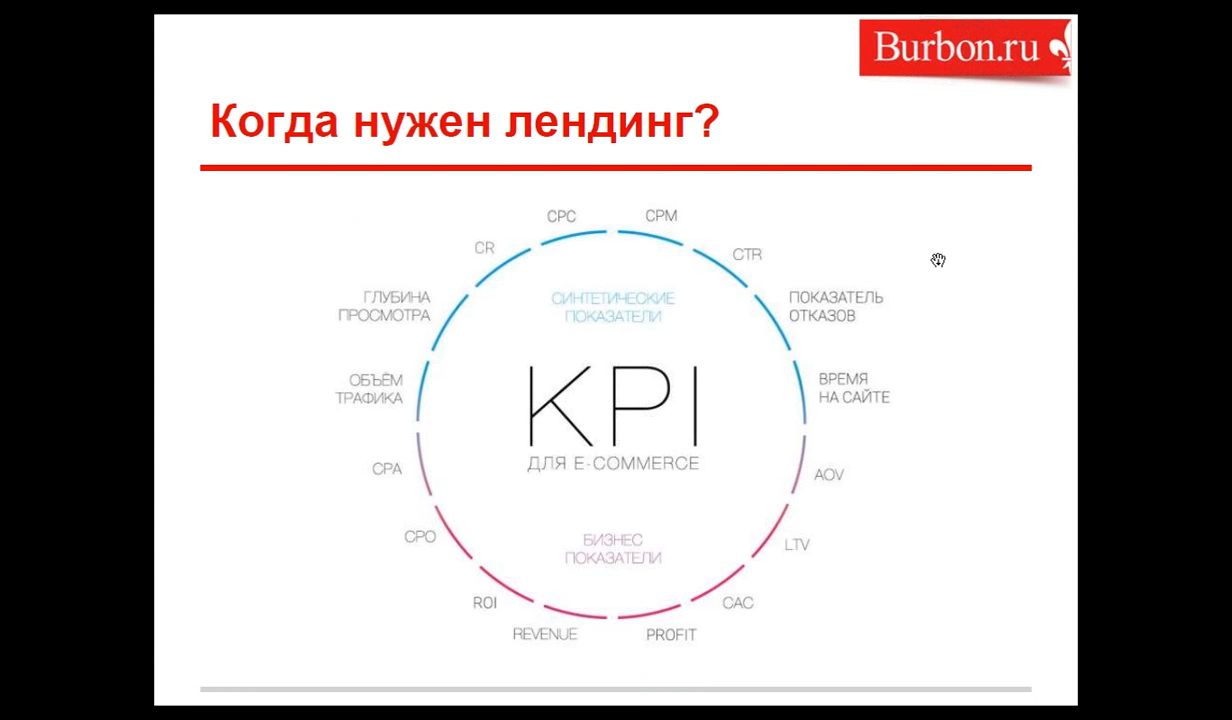 Burbon.ru
Когда нужен лендинг?
CPC
CPM
CR
CTR
ГЛУБИНА
ПРОСМОТРА
СИНТЕТИЧЕСКИЕ
ПОКАЗАТЕЛИ
ПОКАЗАТЕЛЬ
ОТКАЗОВ
ОБЪЁМ
ТРАФИКА
KPI
ДЛЯ E-COMMERCE
ВРЕМЯ
НА САЙТЕ
CPA
AOV
CPO
БИЗНЕС
ПОКАЗАТЕЛИ
LTV
ROI
CAC
REVENUE
PROFIT